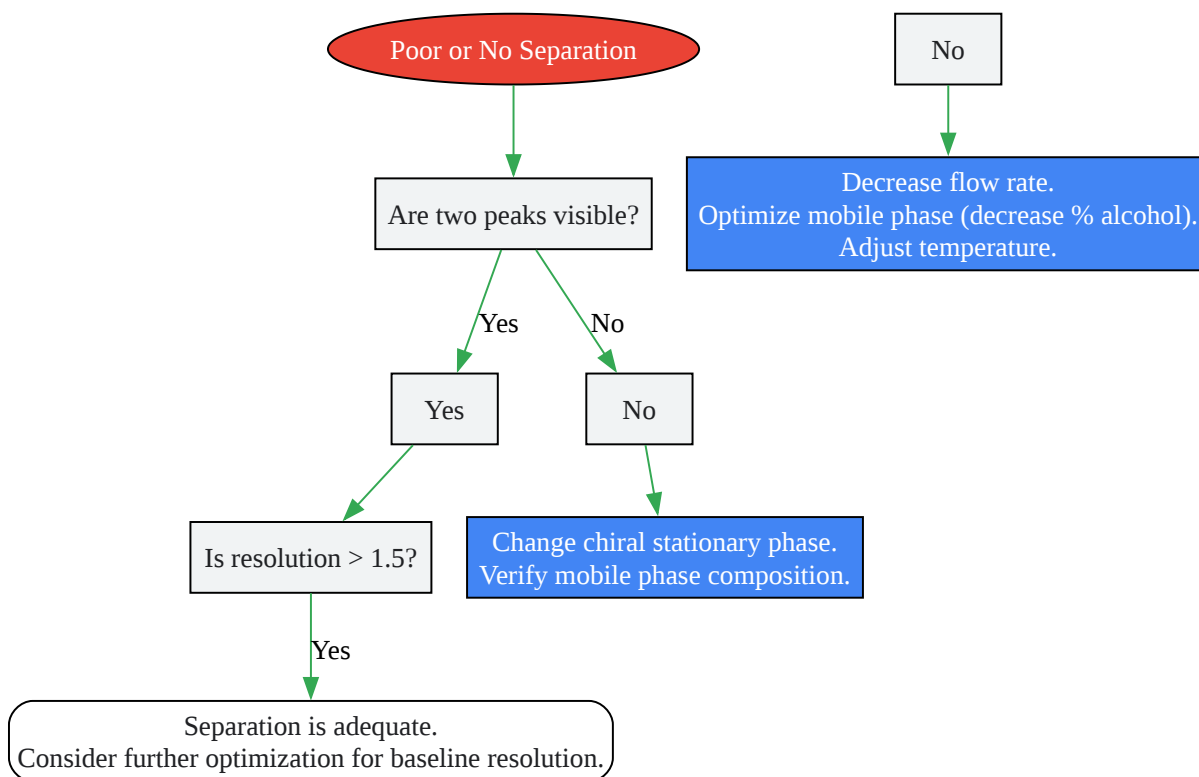 Poor or No Separation
No
Decrease flow rate.
Optimize mobile phase (decrease % alcohol).
Adjust temperature.
Are two peaks visible?
Yes
No
Yes
No
Is resolution > 1.5?
Change chiral stationary phase.
Verify mobile phase composition.
Yes
Separation is adequate.
Consider further optimization for baseline resolution.